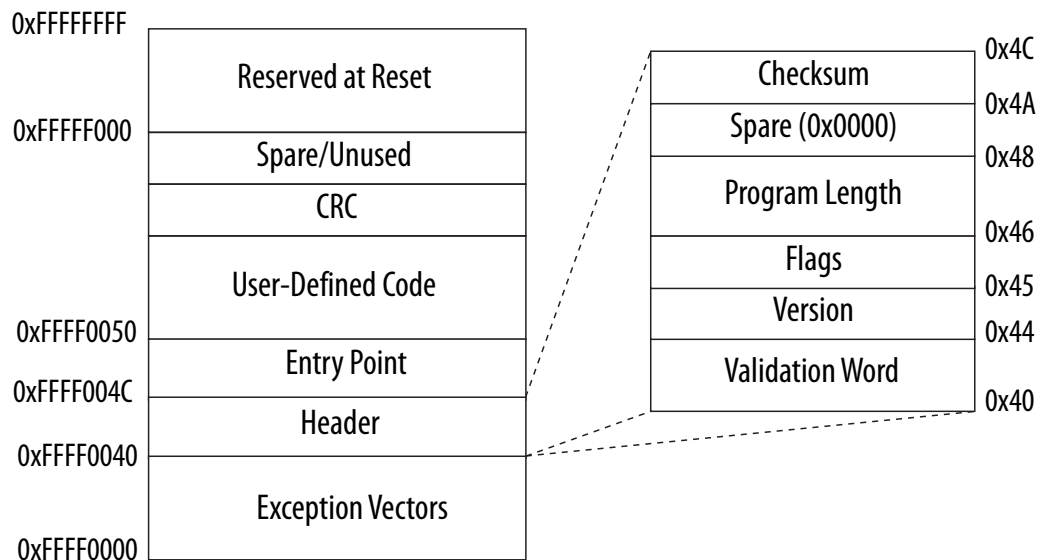 0xFFFFFFFF
Reserved at Reset
0xFFFFF000
Spare/Unused
CRC
User-Defined Code
0xFFFF0050
Entry Point
0xFFFF004C
Header
0xFFFF0040
Exception Vectors
0xFFFF0000
0x4C
Checksum
0x4A
Spare (0x0000)
0x48
Program Length
0x46
Flags
0x45
Version
0x44
Validation Word
0x40